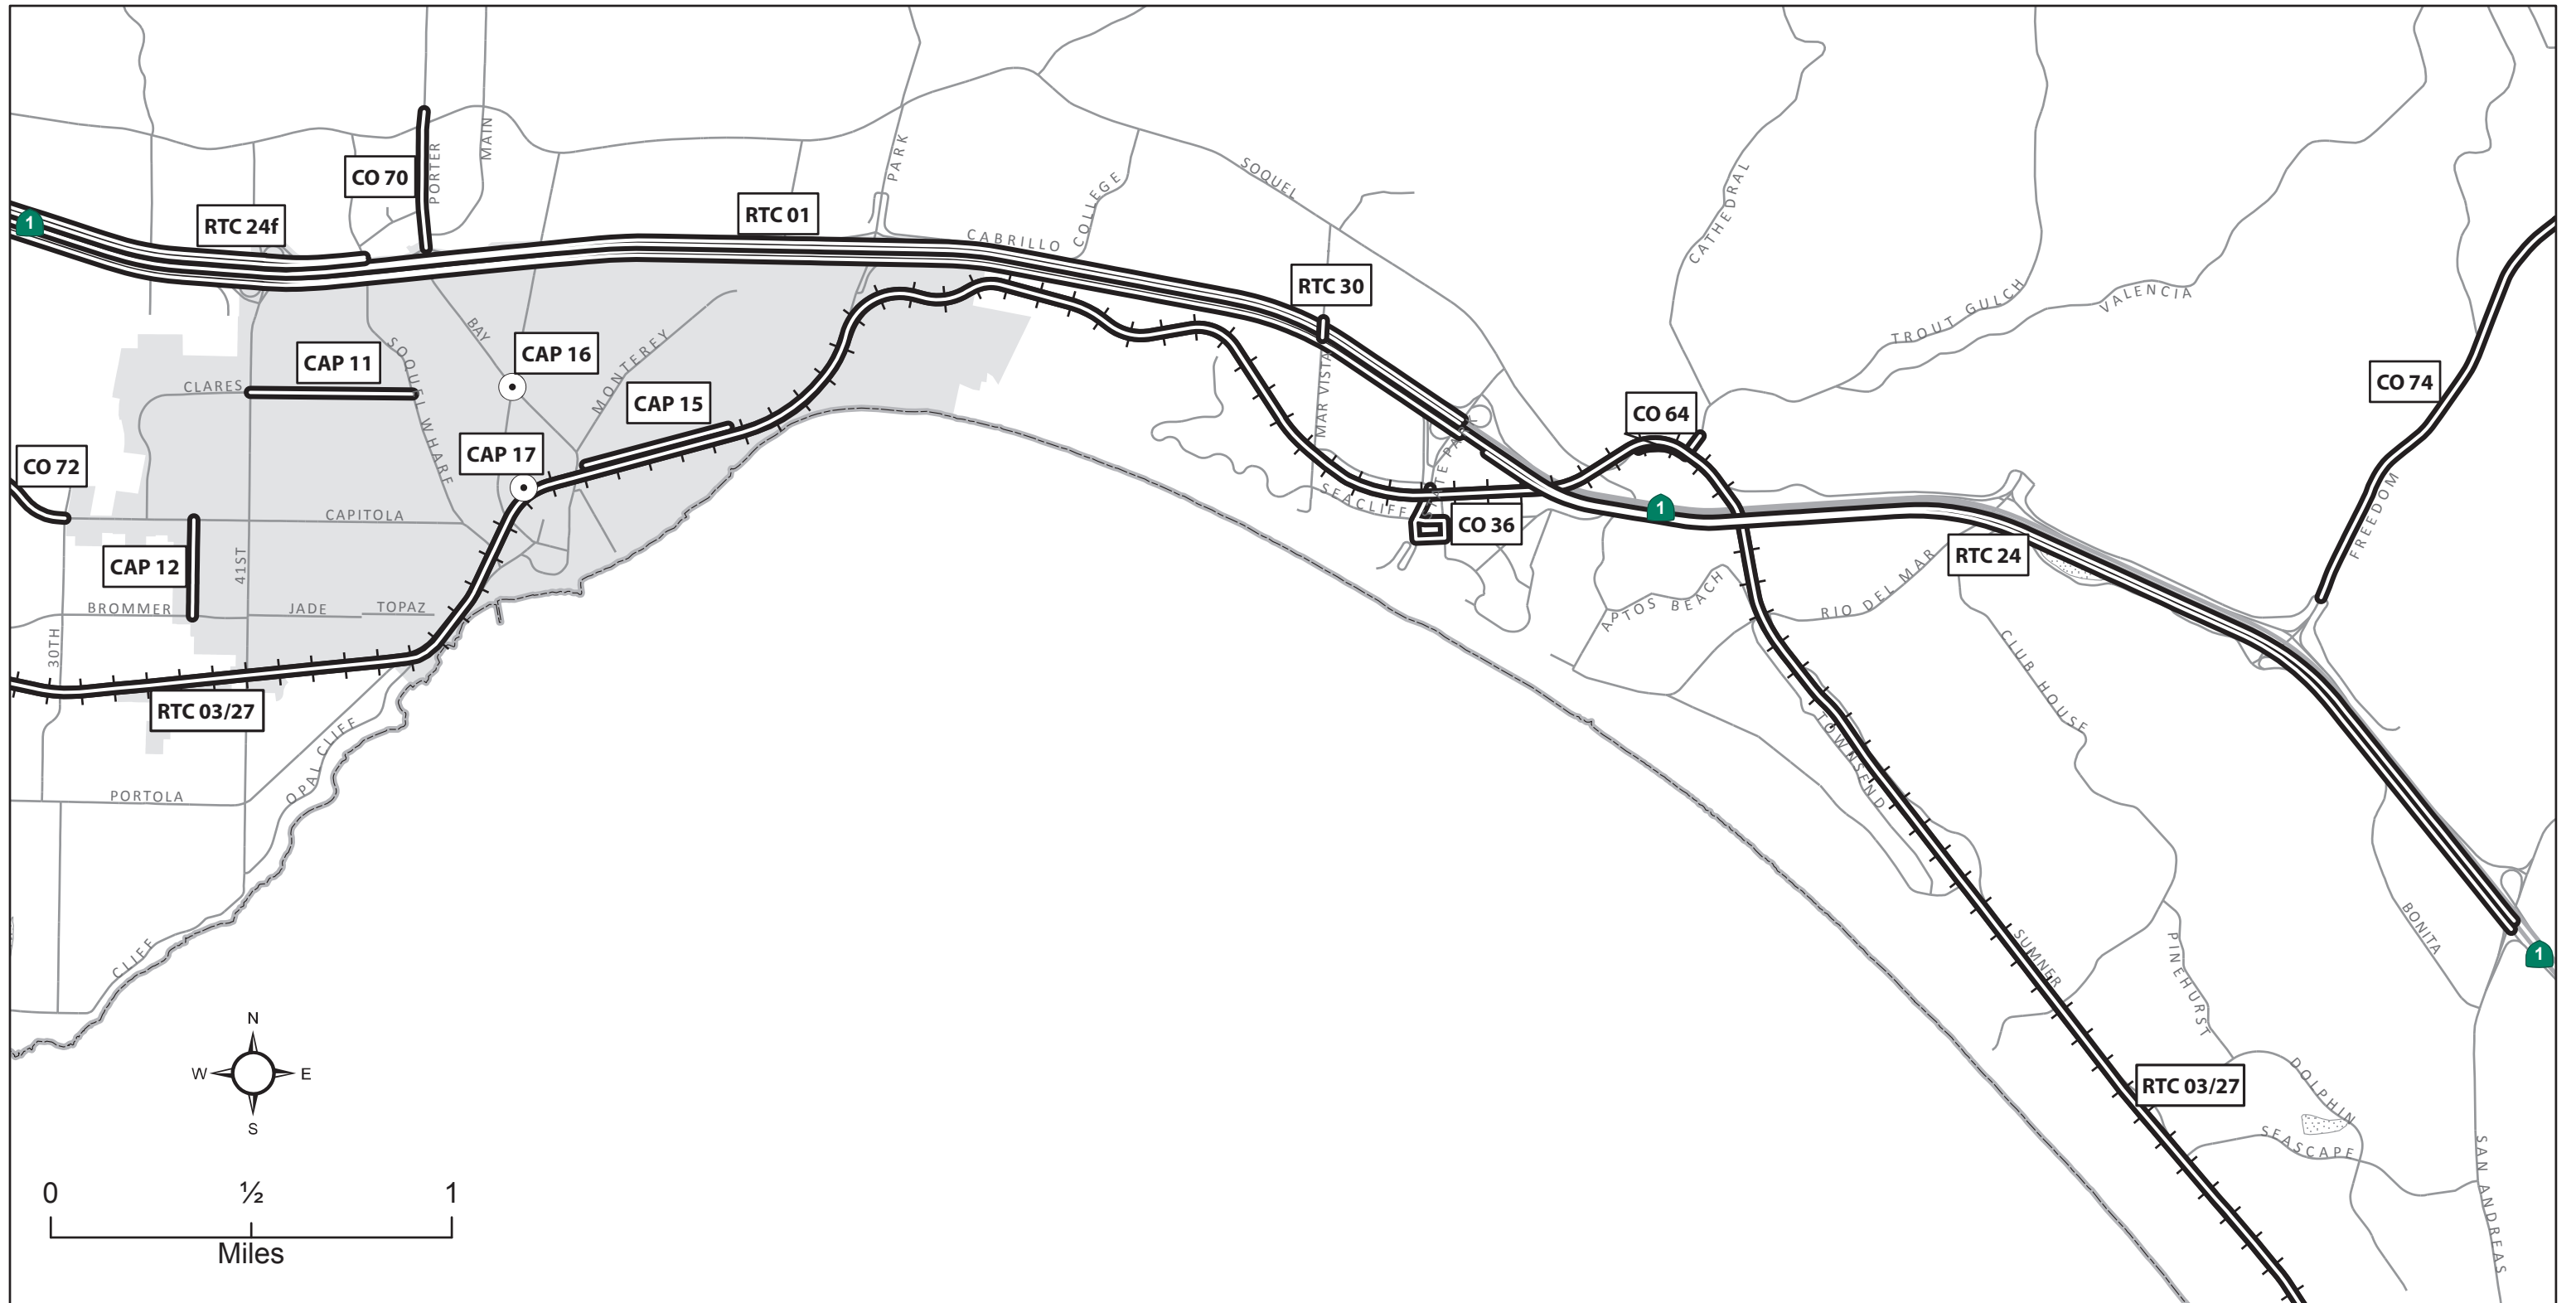 MAIN
PORTER
CO 70
PARK
COLLEGE
SOQUEL
CATHEDRAL
RTC 01
RTC 24f
1
CABRILLO
RTC 30
TROUT GULCH
VALENCIA
BAY
SOQUEL WHARF
CAP 16
CAP 11
CLARES
MONTEREY
CAP 15
MAR VISTA
CO 64
CO 74
CAP 17
CO 72
STATE PARK
SEACLIFF
CO 36
1
CAPITOLA
FREEDOM
CAP 12
41ST
RTC 24
BROMMER
JADE
TOPAZ
APTOS BEACH
RIO DEL MAR
30TH
CLUB HOUSE
RTC 03/27
OPAL CLIFF
TOWNSEND
PORTOLA
CLIFF
SUMNER
PINEHURST
BONITA
1
N
W
E
S
RTC 03/27
DOLPHIN
SEASCAPE
SAN ANDREAS
0
½
1
Miles